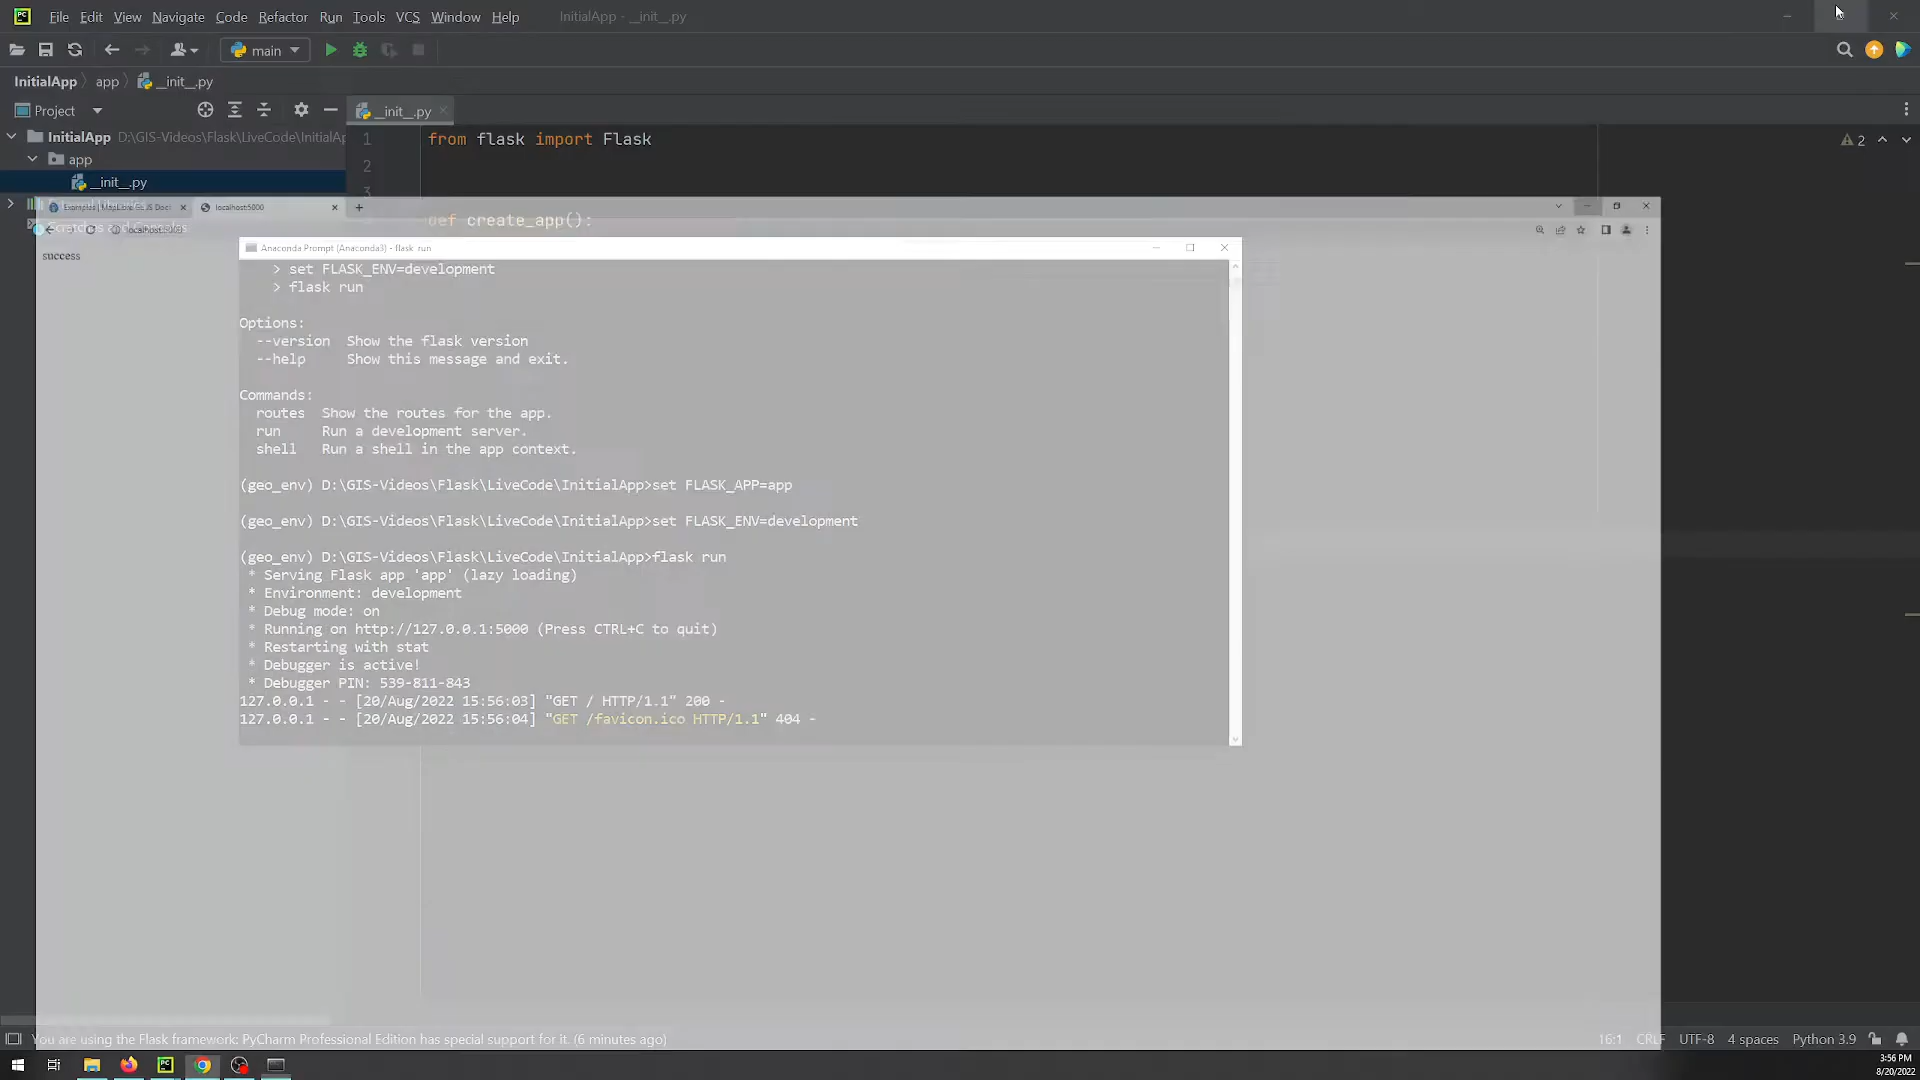 File Edit View Navigate Code Refactor Run Tools VCS Window Help InitialApp - __init__.py
main
InitialApp app __init__.py
Project __init__.py
InitialApp D:\GIS-Videos\Flask\LiveCode\InitialAp
app
__init__.py
1 from flask import Flask
2
3
2
def create_app():
localhost:5000
success
Anaconda Prompt (Anaconda3) - flask run
> set FLASK_ENV=development
> flask run
Options:
--version Show the flask version
--help Show this message and exit.
Commands:
routes Show the routes for the app.
run Run a development server.
shell Run a shell in the app context.
(geo_env) D:\GIS-Videos\Flask\LiveCode\InitialApp>set FLASK_APP=app
(geo_env) D:\GIS-Videos\Flask\LiveCode\InitialApp>set FLASK_ENV=development
(geo_env) D:\GIS-Videos\Flask\LiveCode\InitialApp>flask run
* Serving Flask app 'app' (lazy loading)
* Environment: development
* Debug mode: on
* Running on http://127.0.0.1:5000 (Press CTRL+C to quit)
* Restarting with stat
* Debugger is active!
* Debugger PIN: 539-811-843
127.0.0.1 - - [20/Aug/2022 15:56:03] "GET / HTTP/1.1" 200 -
127.0.0.1 - - [20/Aug/2022 15:56:04] "GET /favicon.ico HTTP/1.1" 404 -
You are using the Flask framework: PyCharm Professional Edition has special support for it. (6 minutes ago)
16:1 CRLF UTF-8 4 spaces Python 3.9
3:56 PM
8/20/2022